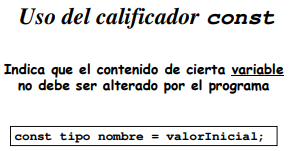 Uso del calificador const
Indica que el contenido de cierta variable
no debe ser alterado por el programa
const tipo nombre = valorInicial;